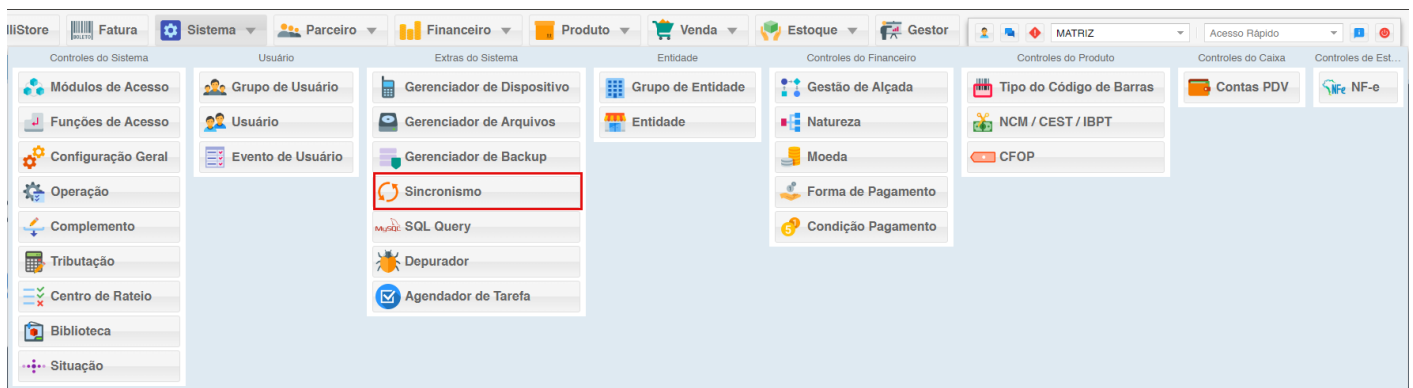 lliStore Fatura Sistema Parceiro Financeiro Produto Venda Estoque Gestor MATRIZ Acesso Rápido
BOLETO
Controles do Sistema Usuário Extras do Sistema Entidade Controles do Financeiro Controles do Produto Controles do Caixa Controles de Est...
Módulos de Acesso Grupo de Usuário Gerenciador de Dispositivo Grupo de Entidade Gestão de Alçada Tipo do Código de Barras Contas PDV NFe NF-e
Funções de Acesso Usuário Gerenciador de Arquivos Entidade Natureza NCM / CEST / IBPT
Configuração Geral Evento de Usuário Gerenciador de Backup Moeda CFOP
Operação Sincronismo Forma de Pagamento
Complemento MySQL SQL Query Condição Pagamento
Tributação Depurador
Centro de Rateio Agendador de Tarefa
Biblioteca
Situação